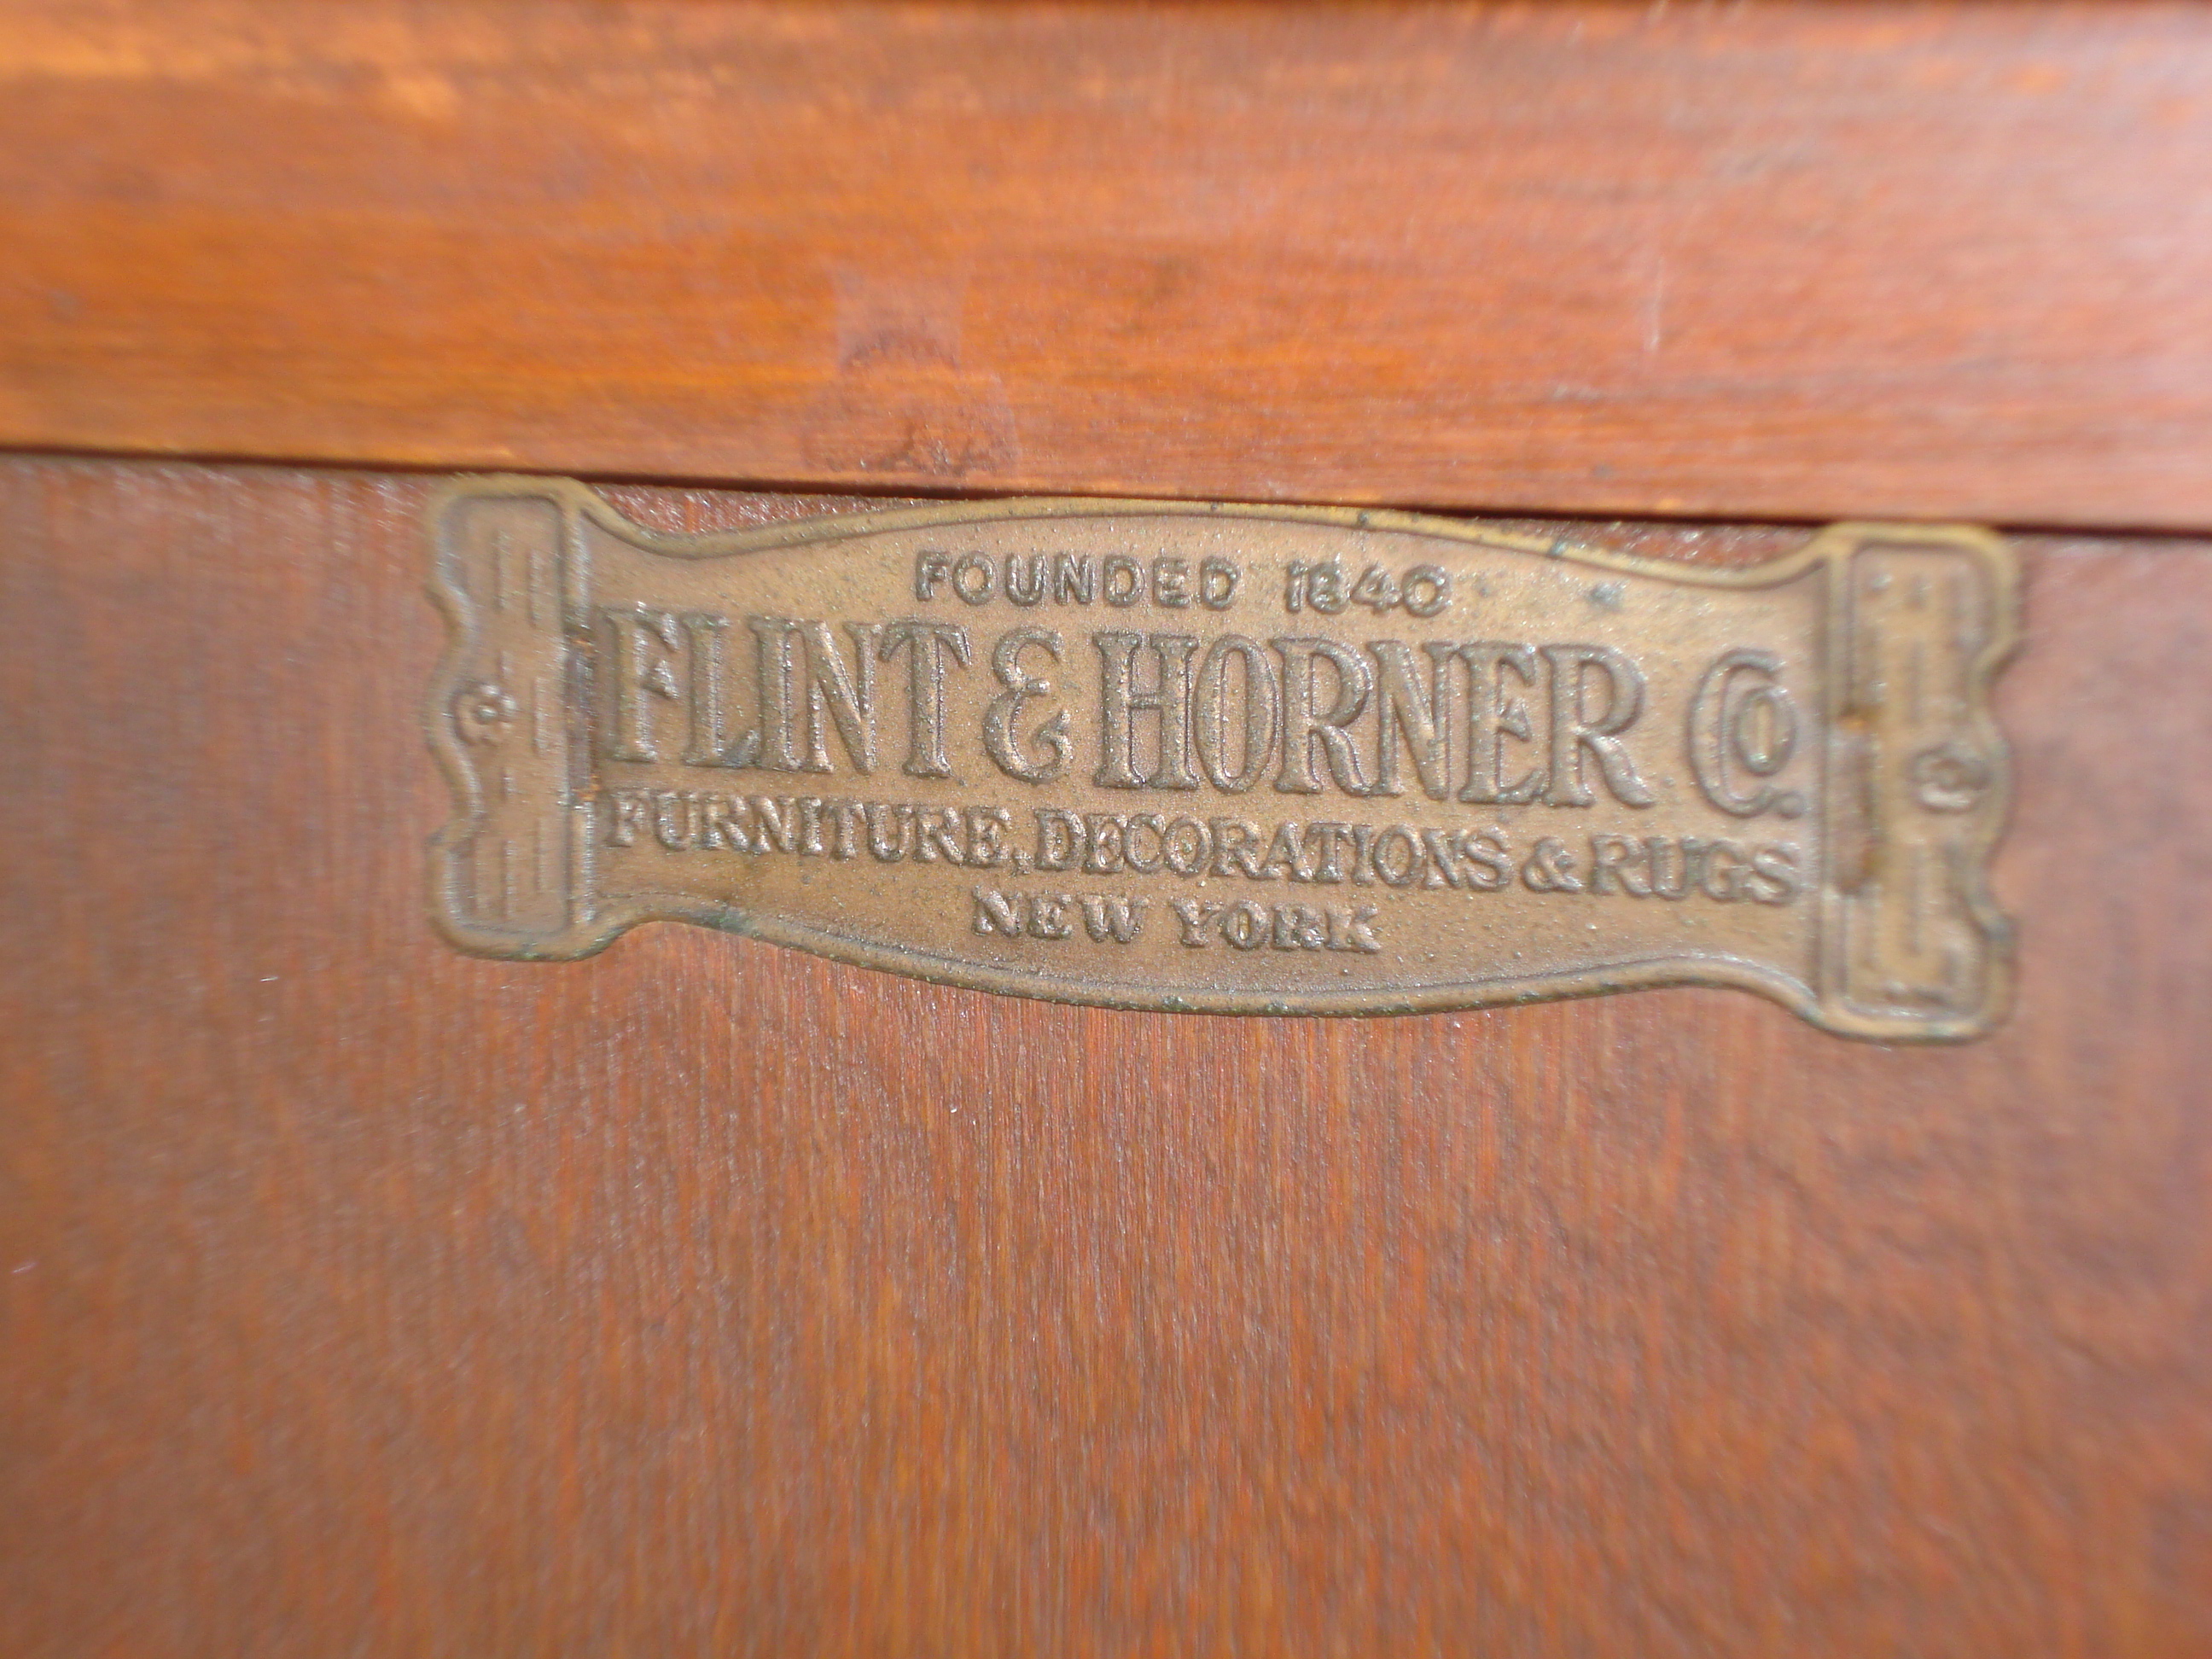 FOUNDED 1840
FLINT & HORNER CO.
FURNITURE, DECORATIONS & RUGS
NEW YORK